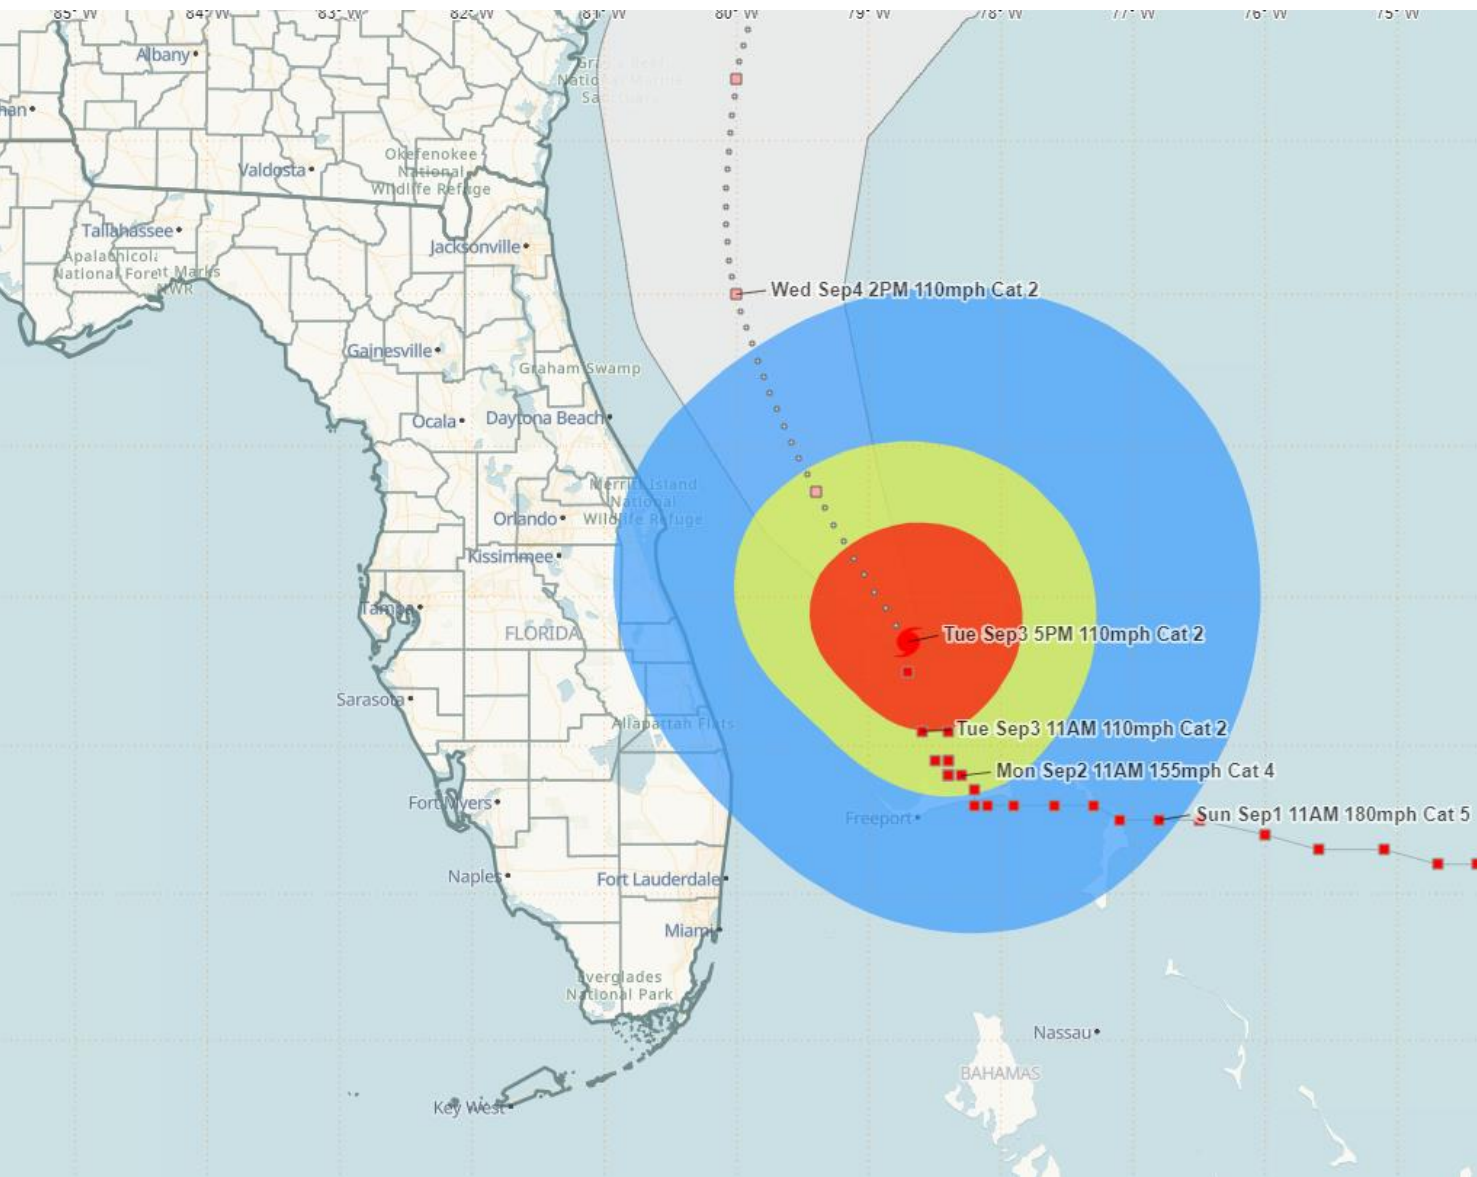 85° W
84° W
83° W
82° W
81° W
80° W
79° W
78° W
77° W
76° W
75° W
Albany
Valdosta
Okefenokee
National
Wildlife Refuge
Tallahassee
Jacksonville
National Forest
Marks
NWR
Wed Sep4 2PM 110mph Cat 2
Gainesville
Graham Swamp
Ocala
Daytona Beach
Merritt Island
National
Wildlife Refuge
Orlando
Kissimmee
Tampa
FLORIDA
Tue Sep3 5PM 110mph Cat 2
Sarasota
Allapattah Flats
Tue Sep3 11AM 110mph Cat 2
Mon Sep2 11AM 155mph Cat 4
Fort Myers
Freeport
Sun Sep1 11AM 180mph Cat 5
Naples
Fort Lauderdale
Miami
Everglades
National Park
Nassau
BAHAMAS
Key West